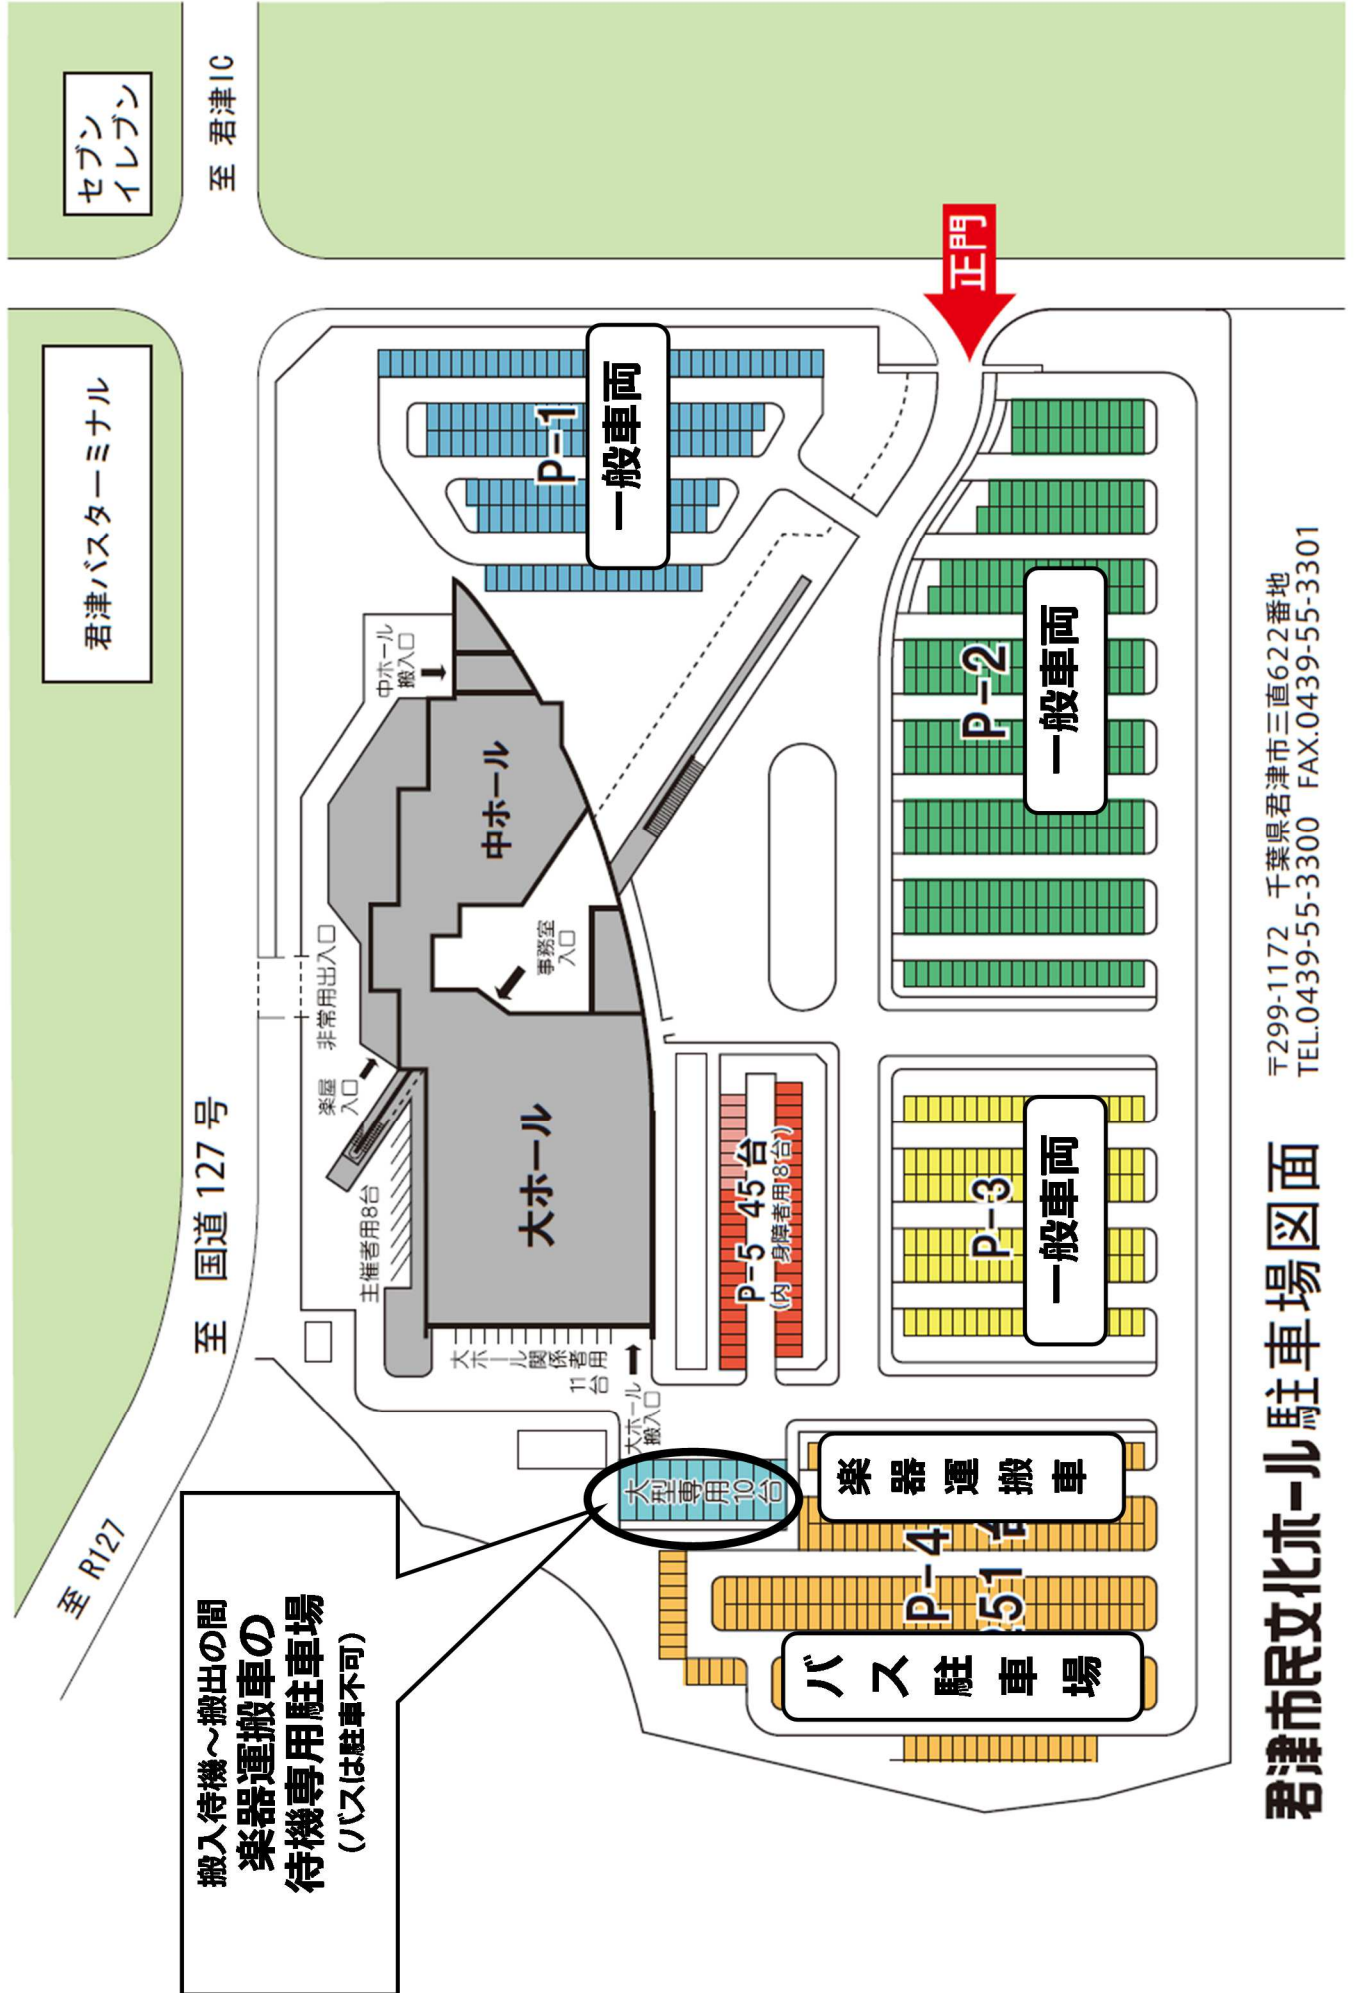 君津バスターミナル
セブン
イレブン
至 R127
至 国道127号
至 君津IC
搬入待機～搬出の間
楽器運搬車の
待機専用駐車場
(バスは駐車不可)
主催者用8台
楽屋
入口
非常用出入口
中ホール
搬入口
大ホール関係者用
11台
大ホール
搬入口
大ホール
事務室
入口
中ホール
P-1
一般車両
正門
大型専用10台
P-5 45台
(内 身障者用8台)
楽器運搬車
P-4
バス駐車場
P-3
一般車両
P-2
一般車両
君津市民文化ホール駐車場図面
〒299-1172 千葉県君津市三直622番地
TEL.0439-55-3300 FAX.0439-55-3301